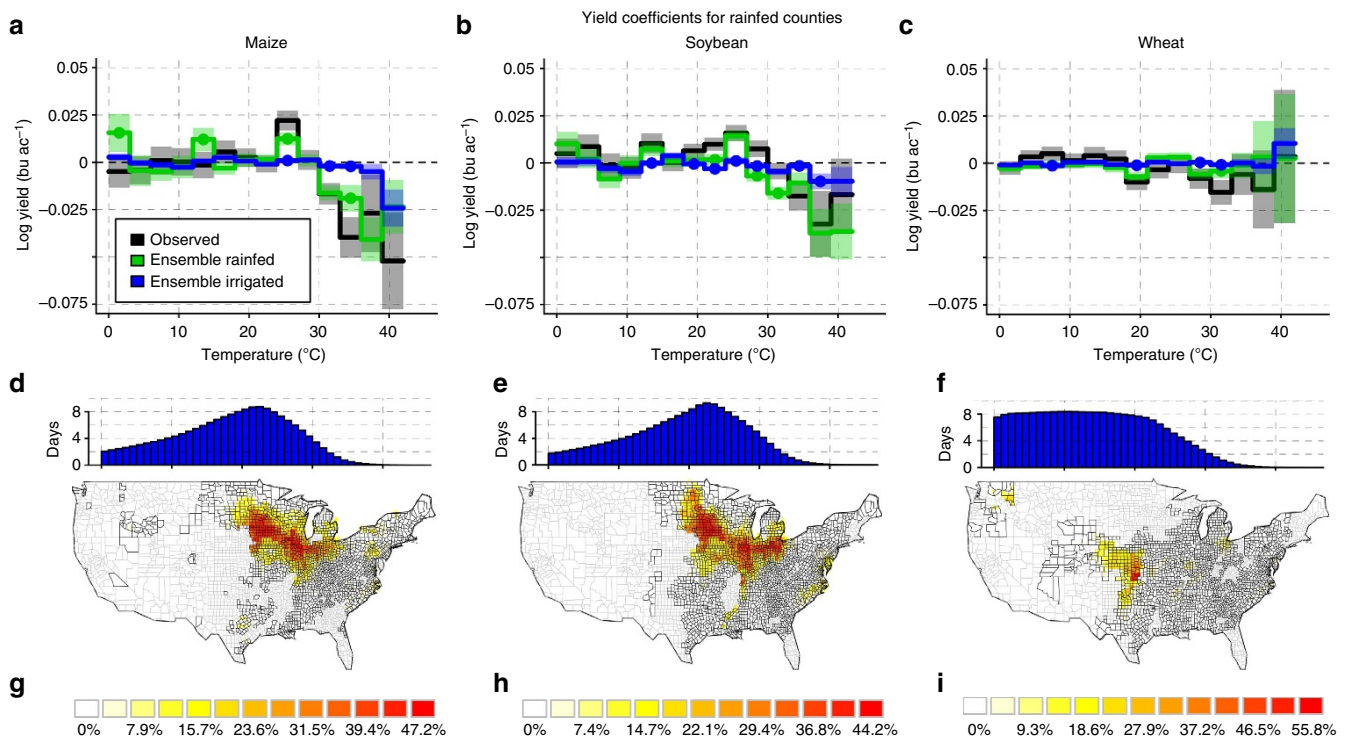 Yield coefficients for rainfed counties
a
Maize
0.05
0.025
0
−0.025
−0.075
Log yield (bu ac⁻¹)
Observed
Ensemble rainfed
Ensemble irrigated
0 10 20 30 40
Temperature (°C)
b
Soybean
0.05
0.025
0
−0.025
−0.075
Log yield (bu ac⁻¹)
0 10 20 30 40
Temperature (°C)
c
Wheat
0.05
0.025
0
−0.025
−0.075
Log yield (bu ac⁻¹)
0 10 20 30 40
Temperature (°C)
d
8
4
0
Days
e
8
4
0
Days
f
8
4
0
Days
g
0% 7.9% 15.7% 23.6% 31.5% 39.4% 47.2%
h
0% 7.4% 14.7% 22.1% 29.4% 36.8% 44.2%
i
0% 9.3% 18.6% 27.9% 37.2% 46.5% 55.8%